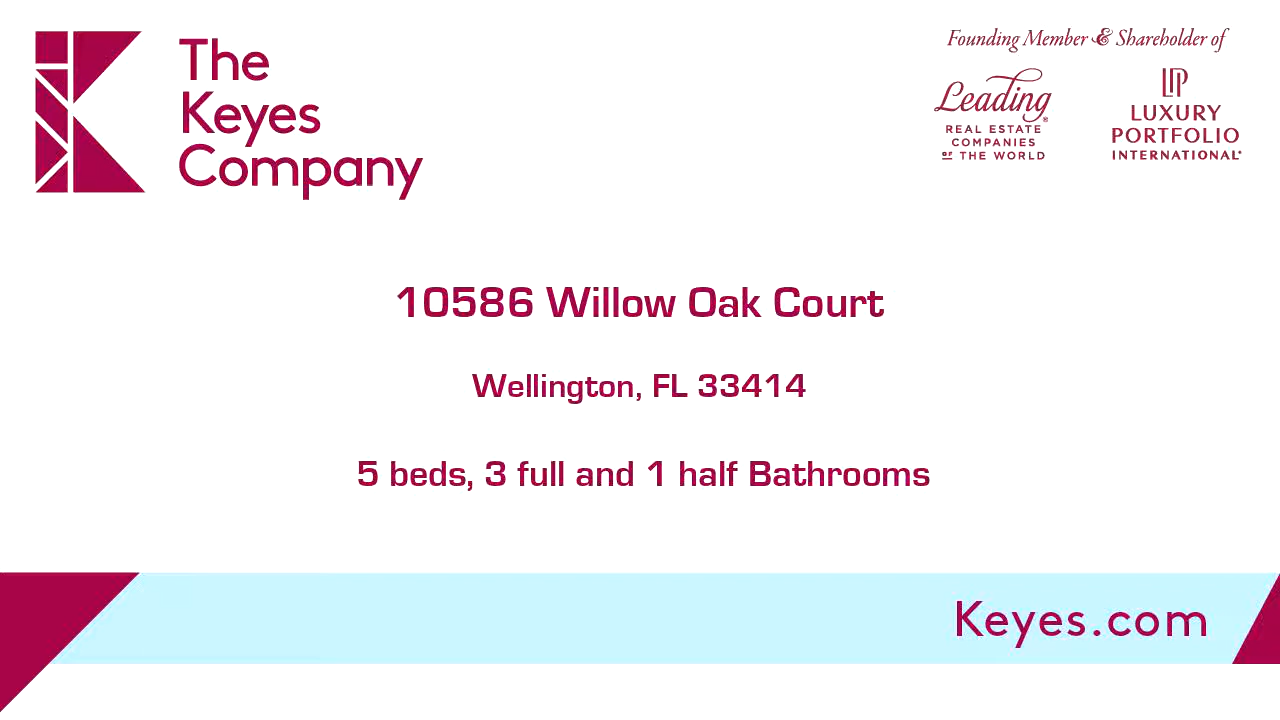 The
Keyes
Company
Founding Member & Shareholder of
Leading®
REAL ESTATE
COMPANIES
OF THE WORLD
LP
LUXURY
PORTFOLIO
INTERNATIONAL®
10586 Willow Oak Court
Wellington, FL 33414
5 beds, 3 full and 1 half Bathrooms
Keyes.com